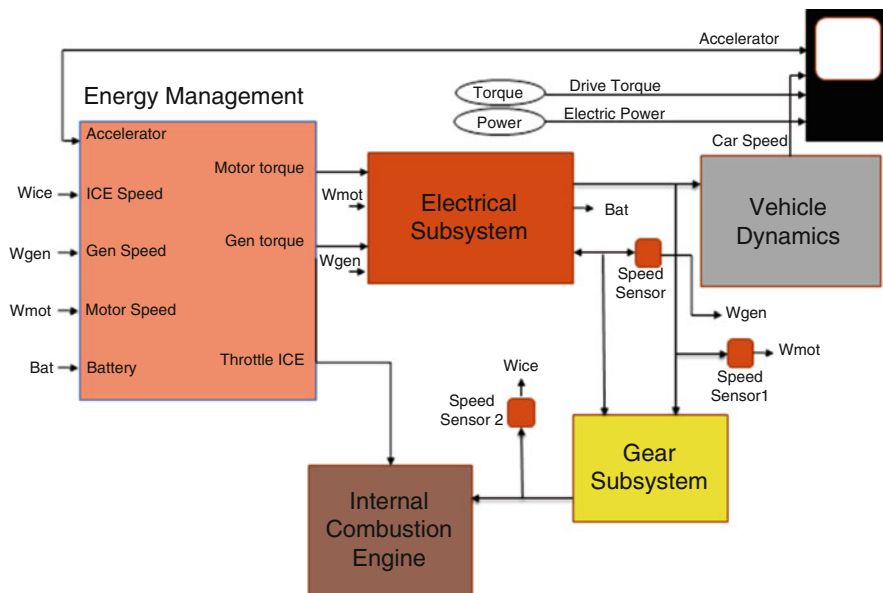 Accelerator
Energy Management
Torque
Drive Torque
Power
Electric Power
Car Speed
Accelerator
Motor torque
Wice
ICE Speed
Wmot
Electrical
Subsystem
Bat
Vehicle
Dynamics
Wgen
Gen Speed
Gen torque
Wgen
Speed
Sensor
Wgen
Wmot
Motor Speed
Bat
Battery
Throttle ICE
Wice
Wmot
Speed
Sensor1
Speed
Sensor 2
Gear
Subsystem
Internal
Combustion
Engine